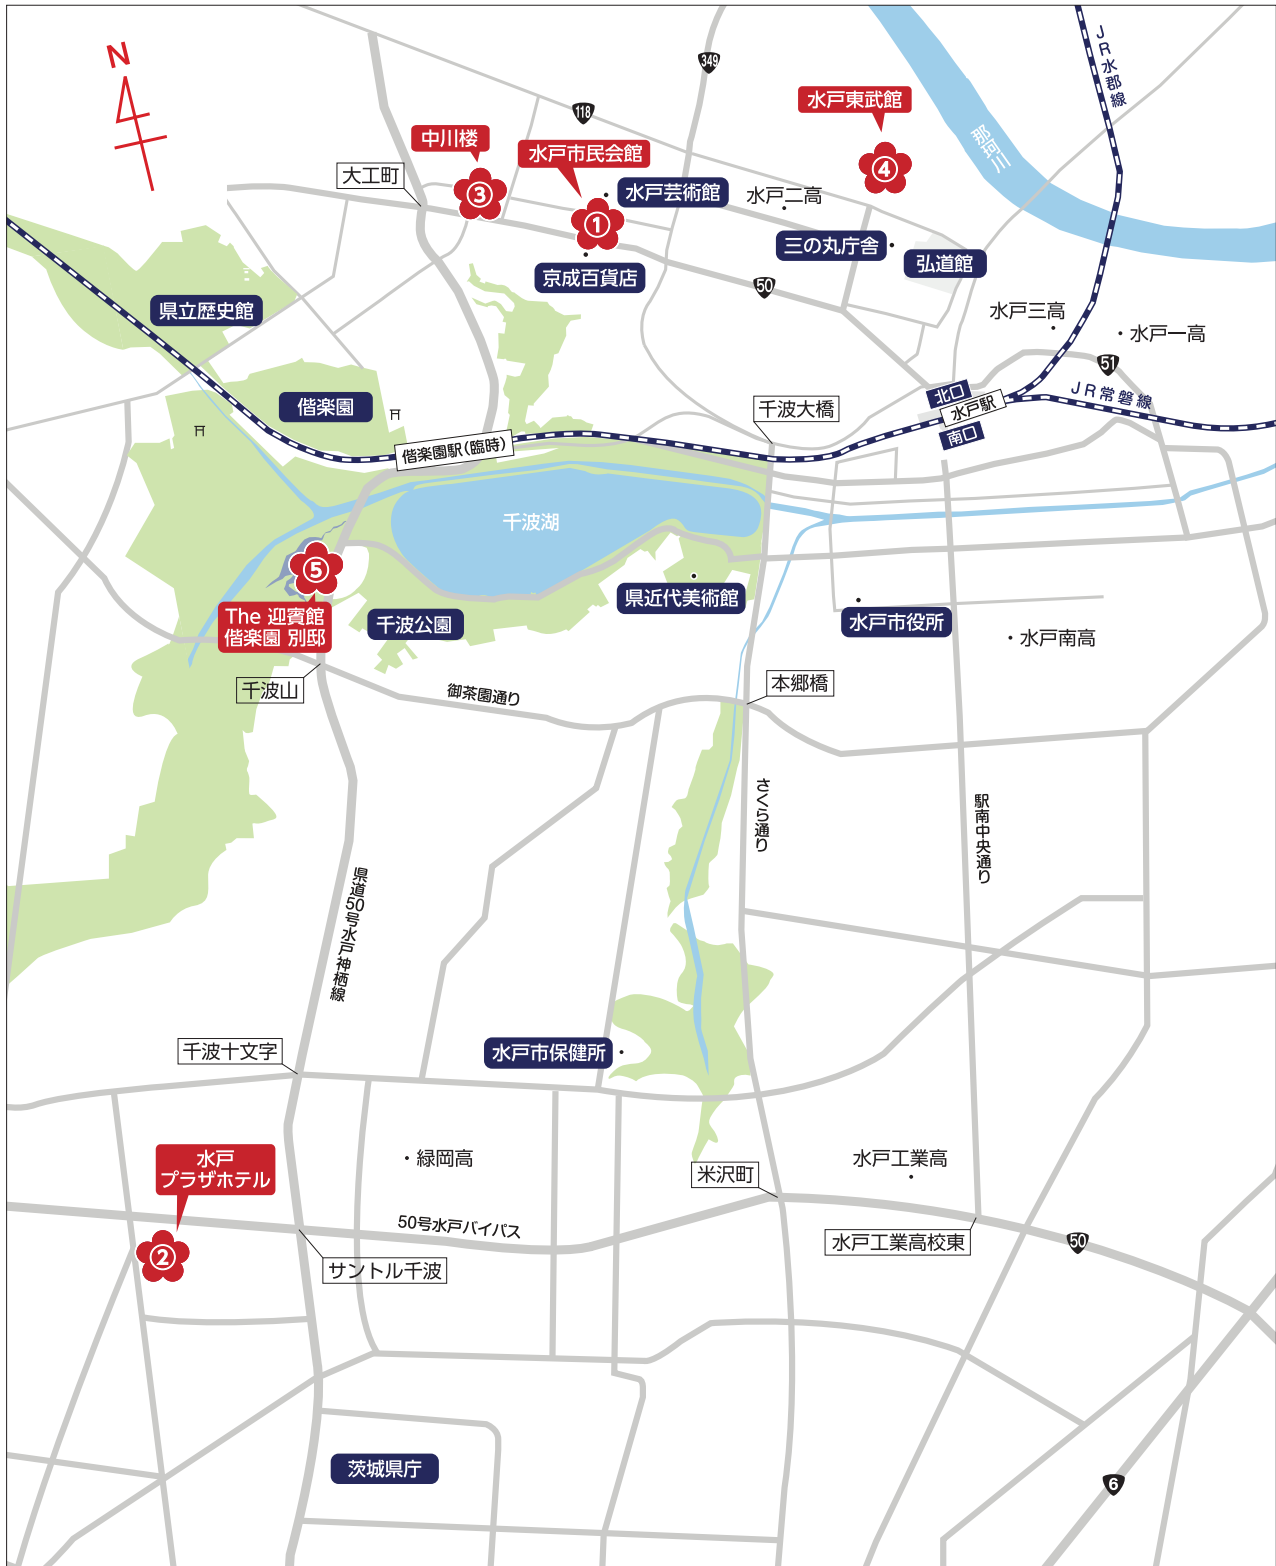 N
JR水郡線
349
118
水戸東武館
④
那珂川
中川楼
③
水戸市民会館
①
大工町
水戸芸術館
水戸二高
三の丸庁舎
弘道館
京成百貨店
50
県立歴史館
水戸三高
水戸一高
51
JR常磐線
偕楽園
北口
水戸駅
南口
千波大橋
偕楽園駅(臨時)
千波湖
⑤
The 迎賓館
偕楽園 別邸
千波公園
県近代美術館
水戸市役所
水戸南高
千波山
御茶園通り
本郷橋
さくら通り
駅南中央通り
県道50号水戸神栖線
千波十文字
水戸市保健所
水戸
プラザホテル
②
緑岡高
米沢町
水戸工業高
50号水戸バイパス
サントル千波
水戸工業高校東
50
茨城県庁
6